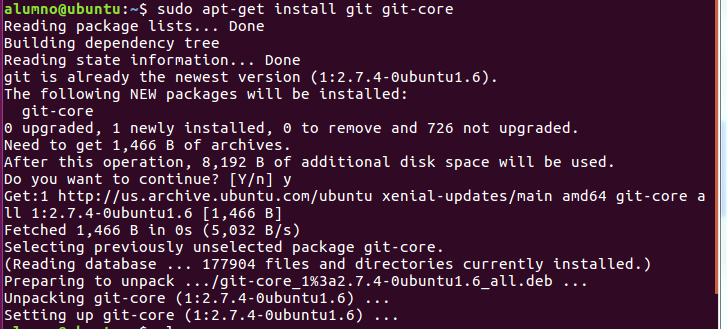 alumno@ubuntu:~$ sudo apt-get install git git-core
Reading package lists... Done
Building dependency tree
Reading state information... Done
git is already the newest version (1:2.7.4-0ubuntu1.6).
The following NEW packages will be installed:
  git-core
0 upgraded, 1 newly installed, 0 to remove and 726 not upgraded.
Need to get 1,466 B of archives.
After this operation, 8,192 B of additional disk space will be used.
Do you want to continue? [Y/n] y
Get:1 http://us.archive.ubuntu.com/ubuntu xenial-updates/main amd64 git-core a
ll 1:2.7.4-0ubuntu1.6 [1,466 B]
Fetched 1,466 B in 0s (5,032 B/s)
Selecting previously unselected package git-core.
(Reading database ... 177904 files and directories currently installed.)
Preparing to unpack .../git-core_1%3a2.7.4-0ubuntu1.6_all.deb ...
Unpacking git-core (1:2.7.4-0ubuntu1.6) ...
Setting up git-core (1:2.7.4-0ubuntu1.6) ...